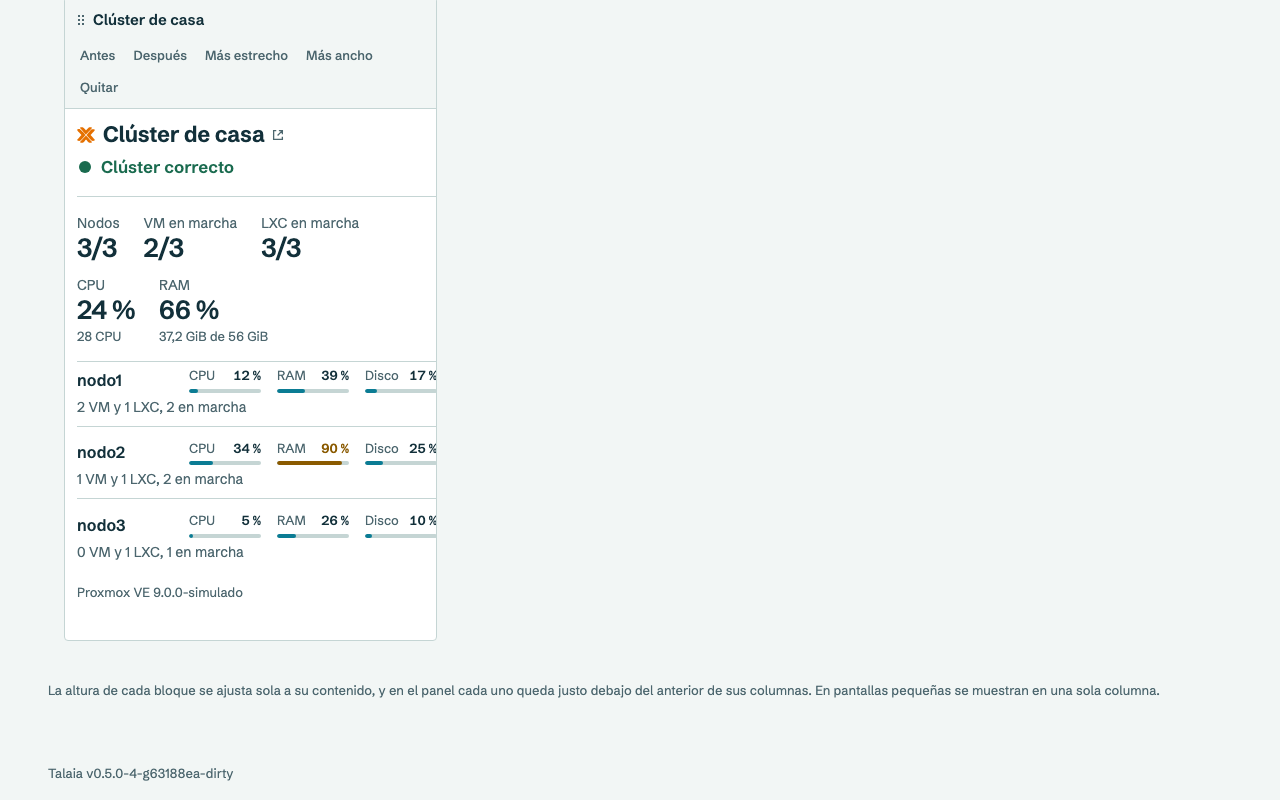 Clúster de casa
Antes Después Más estrecho Más ancho
Quitar
Clúster de casa
Clúster correcto
Nodos VM en marcha LXC en marcha
3/3 2/3 3/3
CPU RAM
24 % 66 %
28 CPU 37,2 GiB de 56 GiB
nodo1 CPU 12 % RAM 39 % Disco 17 %
2 VM y 1 LXC, 2 en marcha
nodo2 CPU 34 % RAM 90 % Disco 25 %
1 VM y 1 LXC, 2 en marcha
nodo3 CPU 5 % RAM 26 % Disco 10 %
0 VM y 1 LXC, 1 en marcha
Proxmox VE 9.0.0-simulado
La altura de cada bloque se ajusta sola a su contenido, y en el panel cada uno queda justo debajo del anterior de sus columnas. En pantallas pequeñas se muestran en una sola columna.
Talaia v0.5.0-4-g63188ea-dirty